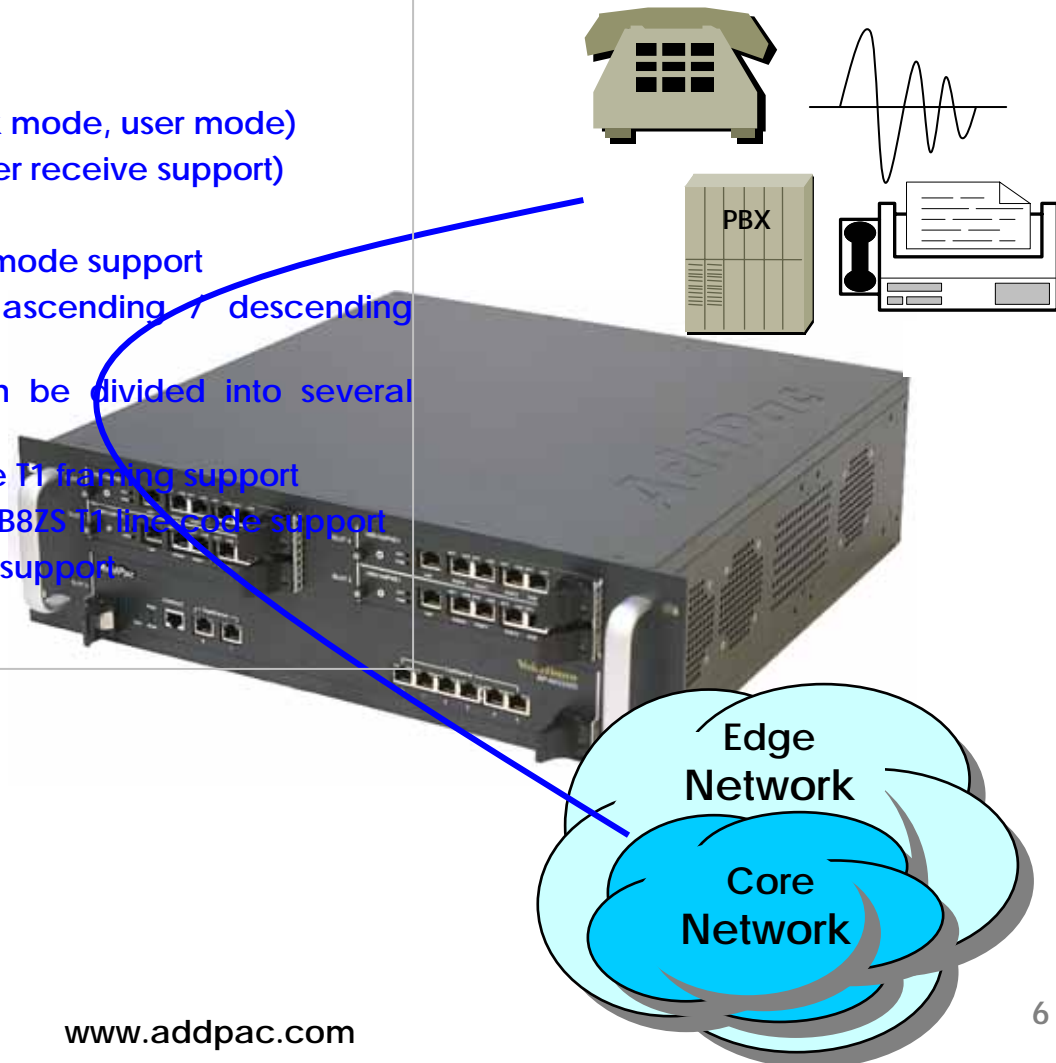 mode, user mode)
er receive support)
mode support
ascending / descending
be divided into several
e T1 framing support
B8ZS T1 line code support
support
PBX
AddPac
Edge
Network
Core
Network
www.addpac.com
6